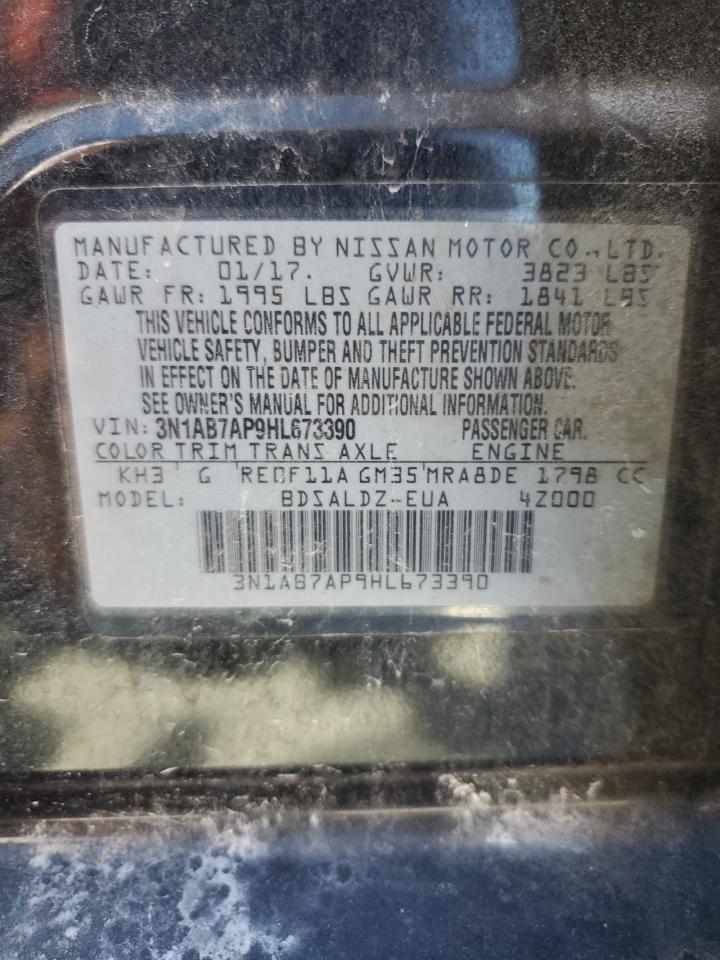 MANUFACTURED BY NISSAN MOTOR CO.,LTD.
DATE: 01/17. GVWR: 3823 LBS
GAWR FR: 1995 LBS GAWR RR: 1841 LBS
THIS VEHICLE CONFORMS TO ALL APPLICABLE FEDERAL MOTOR
VEHICLE SAFETY, BUMPER AND THEFT PREVENTION STANDARDS
IN EFFECT ON THE DATE OF MANUFACTURE SHOWN ABOVE.
SEE OWNER'S MANUAL FOR ADDITIONAL INFORMATION.
VIN: 3N1AB7AP9HL673390 PASSENGER CAR.
COLOR TRIM TRANS AXLE ENGINE
KH3 G RE0F11A GM35 MRA8DE 1798 CC
MODEL: BDSALDZ-EUA 4Z000
3N1AB7AP9HL673390